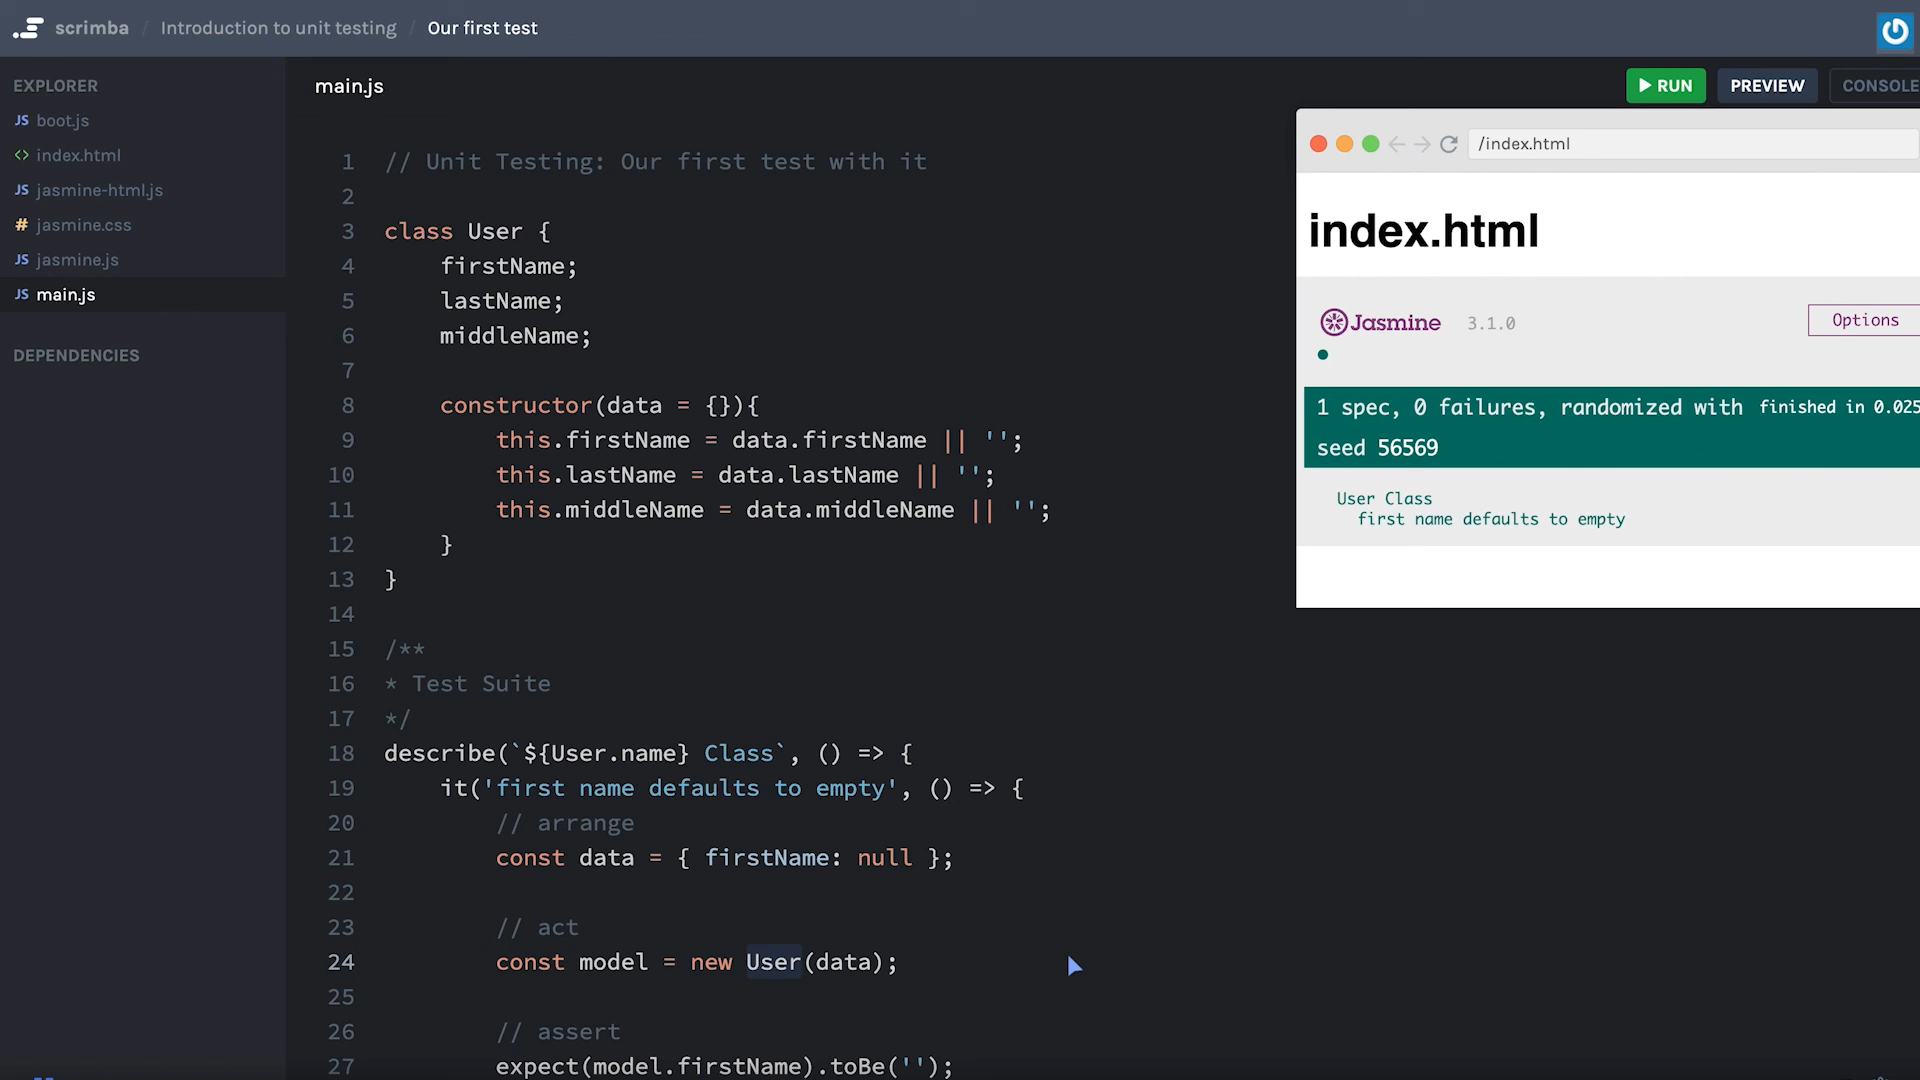 scrimba / Introduction to unit testing / Our first test
EXPLORER
JS boot.js
<> index.html
JS jasmine-html.js
# jasmine.css
JS jasmine.js
JS main.js
DEPENDENCIES
main.js
RUN PREVIEW CONSOLE
1 // Unit Testing: Our first test with it
2
3 class User {
4     firstName;
5     lastName;
6     middleName;
7
8     constructor(data = {}){
9         this.firstName = data.firstName || '';
10         this.lastName = data.lastName || '';
11         this.middleName = data.middleName || '';
12     }
13 }
14
15 /**
16 * Test Suite
17 */
18 describe(`${User.name} Class`, () => {
19     it('first name defaults to empty', () => {
20         // arrange
21         const data = { firstName: null };
22
23         // act
24         const model = new User(data);
25
26         // assert
27         expect(model.firstName).toBe('');
/index.html
index.html
Jasmine 3.1.0 Options
1 spec, 0 failures, randomized with finished in 0.025
seed 56569
User Class
first name defaults to empty